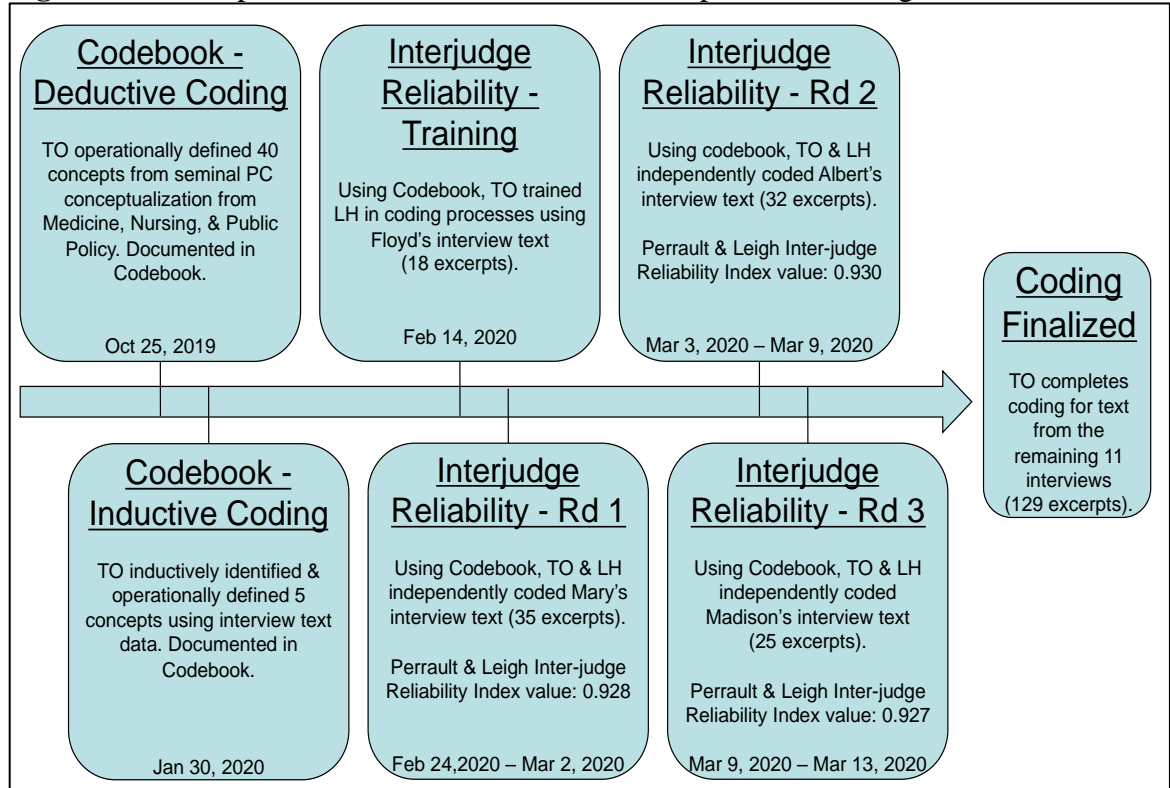 Codebook -
Deductive Coding
TO operationally defined 40
concepts from seminal PC
conceptualization from
Medicine, Nursing, & Public
Policy. Documented in
Codebook.
Oct 25, 2019
Interjudge
Reliability -
Training
Using Codebook, TO trained
LH in coding processes using
Floyd's interview text
(18 excerpts).
Feb 14, 2020
Interjudge
Reliability - Rd 2
Using codebook, TO & LH
independently coded Albert's
interview text (32 excerpts).
Perrault & Leigh Inter-judge
Reliability Index value: 0.930
Mar 3, 2020 – Mar 9, 2020
Coding
Finalized
TO completes
coding for text
from the
remaining 11
interviews
(129 excerpts).
Codebook -
Inductive Coding
TO inductively identified &
operationally defined 5
concepts using interview text
data. Documented in
Codebook.
Jan 30, 2020
Interjudge
Reliability - Rd 1
Using Codebook, TO & LH
independently coded Mary's
interview text (35 excerpts).
Perrault & Leigh Inter-judge
Reliability Index value: 0.928
Feb 24,2020 – Mar 2, 2020
Interjudge
Reliability - Rd 3
Using Codebook, TO & LH
independently coded
Madison's interview text
(25 excerpts).
Perrault & Leigh Inter-judge
Reliability Index value: 0.927
Mar 9, 2020 – Mar 13, 2020